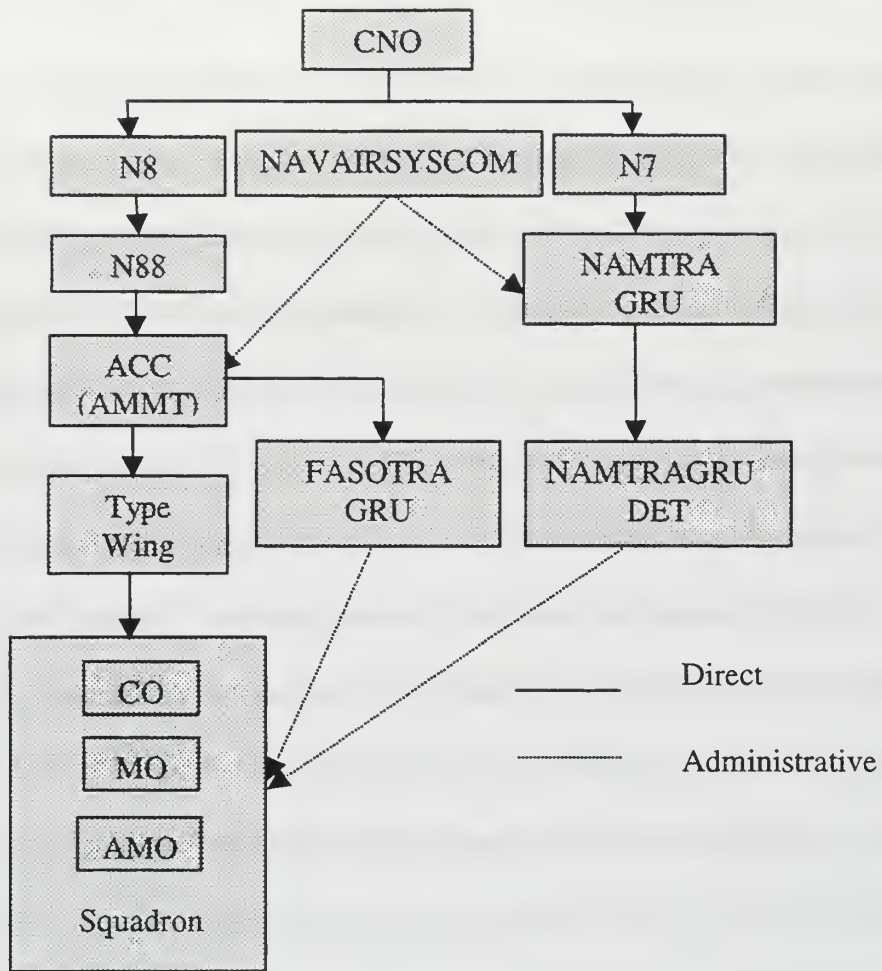 CNO
N8
NAVAIRSYSCOM
N7
N88
NAMTRA
GRU
ACC
(AMMT)
FASOTRA
GRU
NAMTRAGRU
DET
Type
Wing
CO
MO
AMO
Squadron
Direct
Administrative